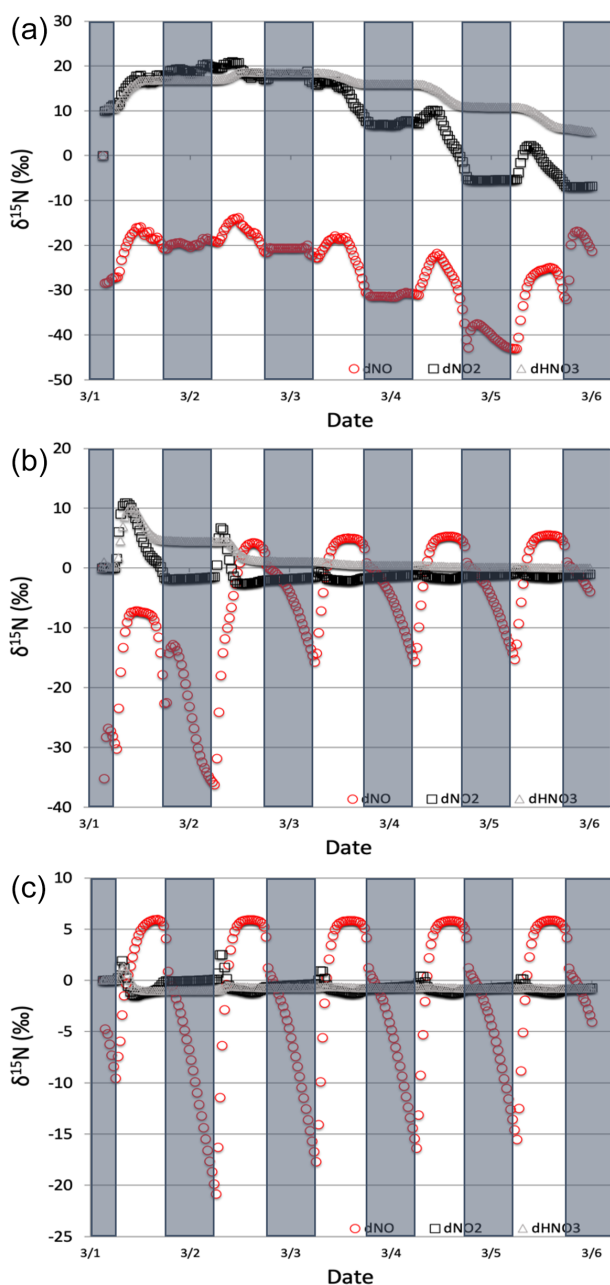 (a)
30
20
10
0
-10
-20
-30
-40
-50
δ¹⁵N (‰)
dNO dNO2 dHNO3
3/1 3/2 3/3 3/4 3/5 3/6
Date
(b)
20
10
0
-10
-20
-30
-40
δ¹⁵N (‰)
dNO dNO2 dHNO3
3/1 3/2 3/3 3/4 3/5 3/6
Date
(c)
10
5
0
-5
-10
-15
-20
-25
δ¹⁵N (‰)
dNO dNO2 dHNO3
3/1 3/2 3/3 3/4 3/5 3/6
Date